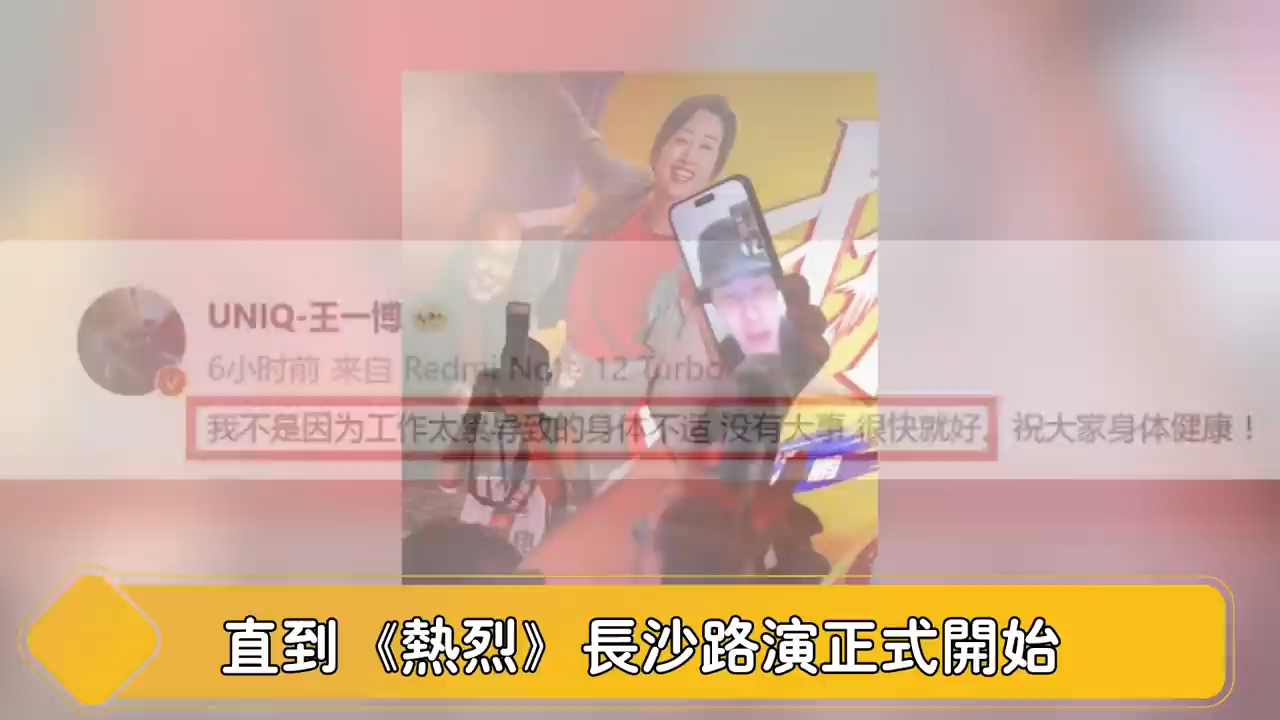 UNIQ-王一博
6小时前 来自 Redmi Note 12 Turbo
我不是因为工作太累导致的身体不适 没有大事 很快就好, 祝大家身体健康!
直到《熱烈》長沙路演正式開始